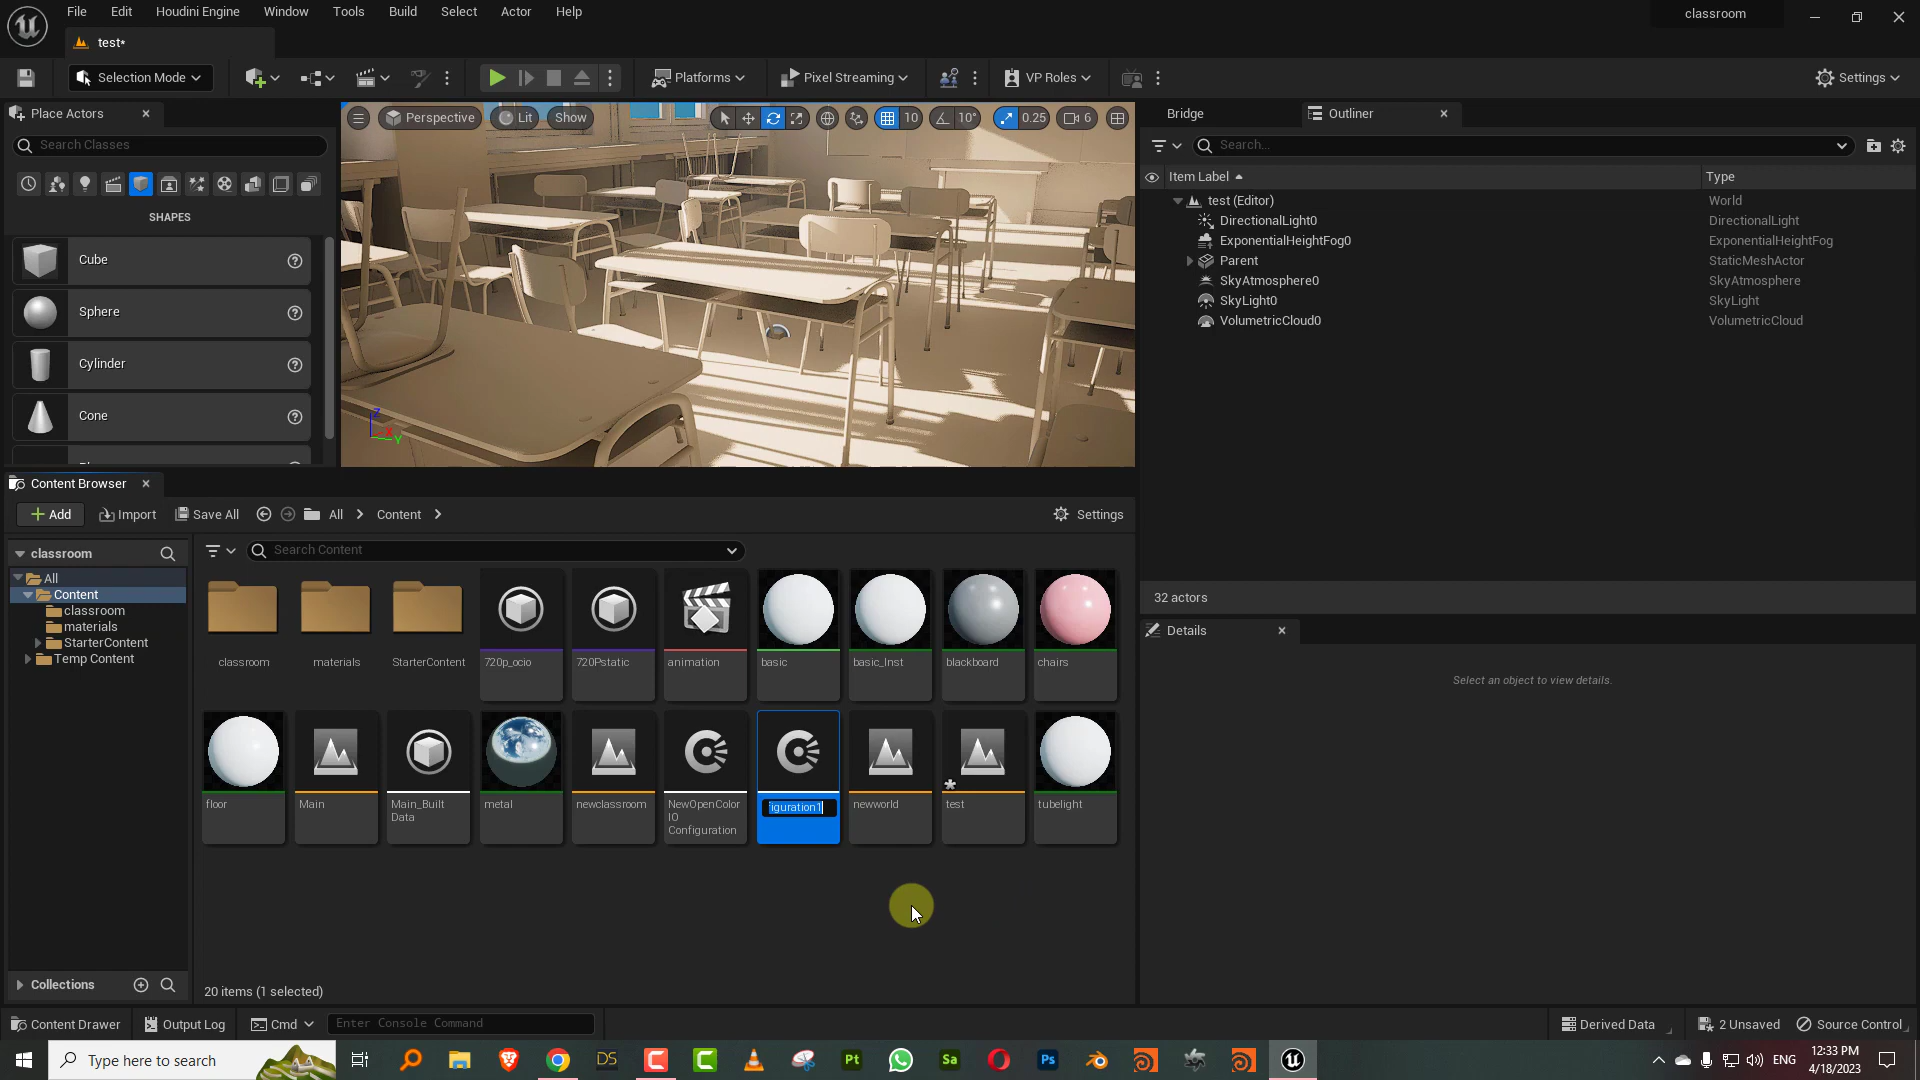 File Edit Houdini Engine Window Tools Build Select Actor Help
classroom
test*
Selection Mode
Platforms
Pixel Streaming
VP Roles
Settings
Place Actors
Search Classes
SHAPES
Cube
Sphere
Cylinder
Cone
Perspective
Lit
Show
10
10°
0.25
6
Bridge
Outliner
Search...
Item Label
Type
test (Editor) World
DirectionalLight0 DirectionalLight
ExponentialHeightFog0 ExponentialHeightFog
Parent StaticMeshActor
SkyAtmosphere0 SkyAtmosphere
SkyLight0 SkyLight
VolumetricCloud0 VolumetricCloud
32 actors
Details
Select an object to view details.
Content Browser
Add Import Save All All Content
Settings
classroom
All
Content
classroom
materials
StarterContent
Temp Content
Collections
Search Content
classroom materials StarterContent 720p_ocio 720Pstatic animation basic basic_Inst blackboard chairs
floor Main Main_Built
Data
metal newclassroom NewOpenColor
IO
Configuration
iguration1
newworld test tubelight
20 items (1 selected)
Content Drawer Output Log Cmd Enter Console Command
Derived Data 2 Unsaved Source Control
Type here to search
DS
Pt
Sa
Ps
ENG
12:33 PM
4/18/2023
X
Y
Z